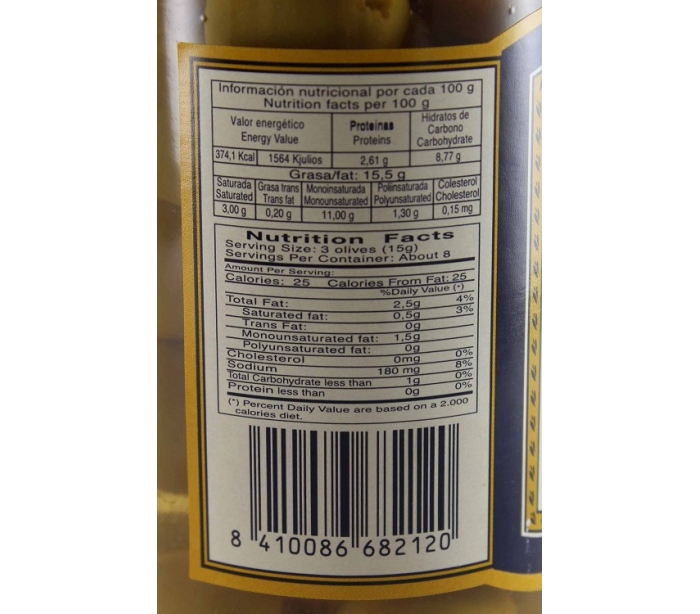 Información nutricional por cada 100 g
Nutrition facts per 100 g
Valor energético
Energy Value
Proteinas
Proteins
Hidratos de
Carbono
Carbohydrate
374,1 Kcal 1564 Kjulios 2,61 g 8,77 g
Grasa/fat: 15,5 g
Saturada Grasa trans Monoinsaturada Poliinsaturada Colesterol
Saturated Trans fat Monounsaturated Polyunsaturated Cholesterol
3,00 g 0,20 g 11,00 g 1,30 g 0,15 mg
Nutrition Facts
Serving Size: 3 olives (15g)
Servings Per Container: About 8
Amount Per Serving:
Calories: 25 Calories From Fat: 25
%Daily Value (*)
Total Fat: 2,5g 4%
Saturated fat: 0,5g 3%
Trans Fat: 0g
Monounsaturated fat: 1,5g
Polyunsaturated fat: 0g
Cholesterol 0mg 0%
Sodium 180 mg 8%
Total Carbohydrate less than 1g 0%
Protein less than 0g 0%
(*) Percent Daily Value are based on a 2.000
calories diet.
8 410086 682120